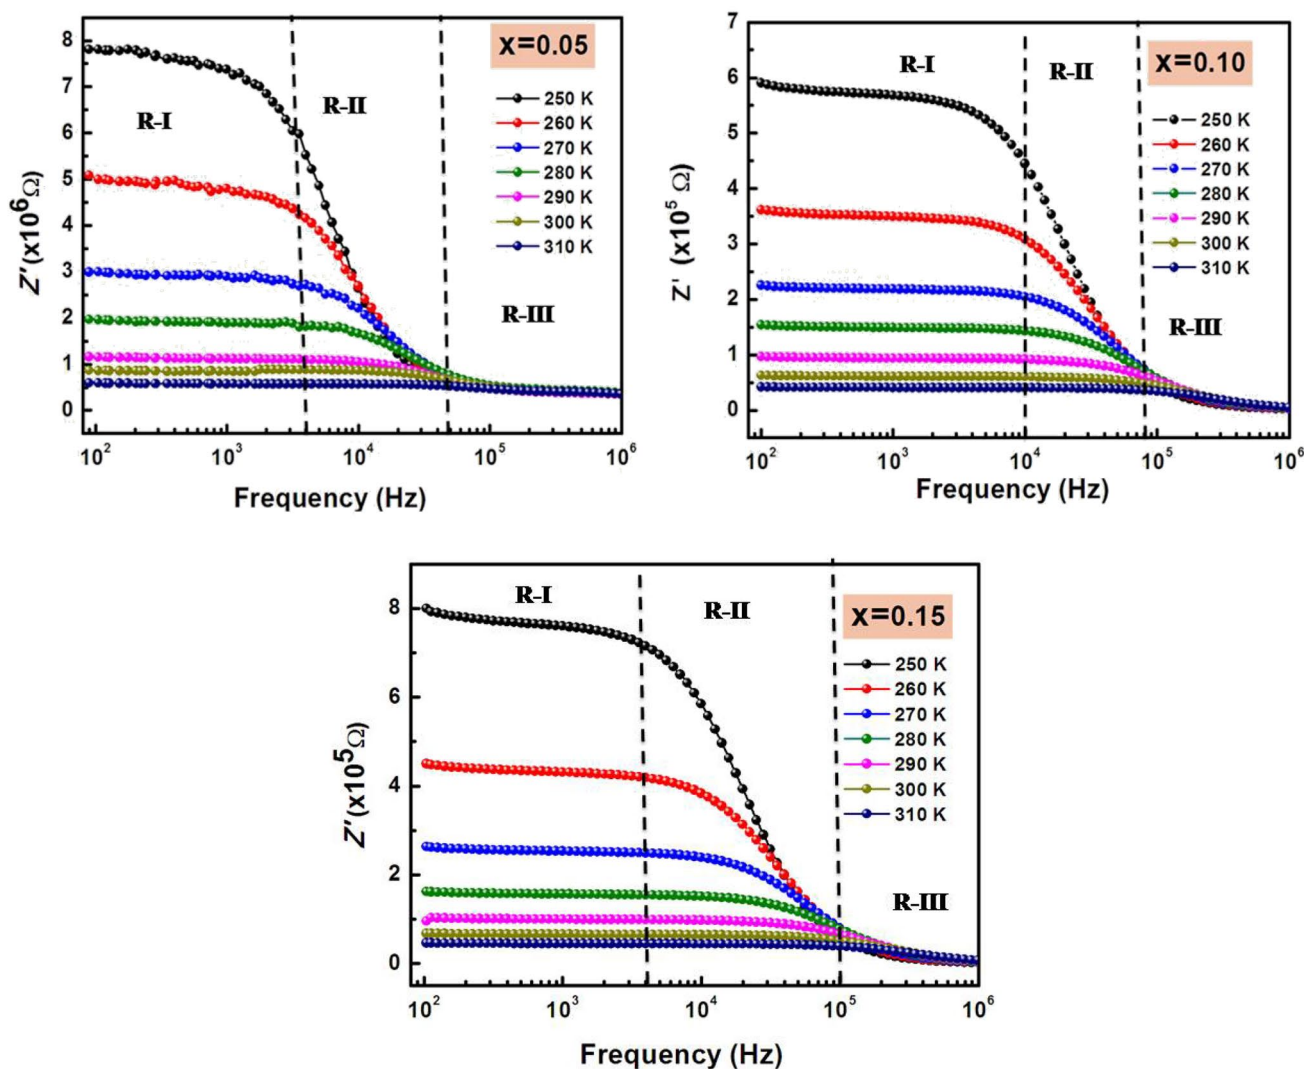 x=0.05
R-I
R-II
R-III
250 K
260 K
270 K
280 K
290 K
300 K
310 K
8
7
6
5
4
3
2
1
0
Z′(x10⁶Ω)
10² 10³ 10⁴ 10⁵ 10⁶
Frequency (Hz)
x=0.10
R-I
R-II
R-III
250 K
260 K
270 K
280 K
290 K
300 K
310 K
7
6
5
4
3
2
1
0
Z' (x10⁵ Ω)
10² 10³ 10⁴ 10⁵ 10⁶
Frequency (Hz)
x=0.15
R-I
R-II
R-III
250 K
260 K
270 K
280 K
290 K
300 K
310 K
8
6
4
2
0
Z′(x10⁵Ω)
10² 10³ 10⁴ 10⁵ 10⁶
Frequency (Hz)